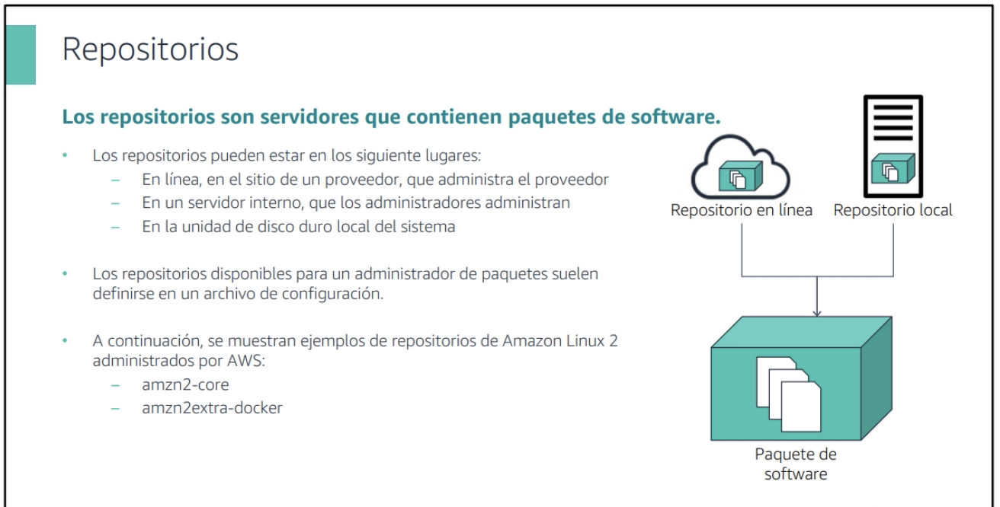 Repositorios
Los repositorios son servidores que contienen paquetes de software.
• Los repositorios pueden estar en los siguiente lugares:
– En línea, en el sitio de un proveedor, que administra el proveedor
– En un servidor interno, que los administradores administran
– En la unidad de disco duro local del sistema
• Los repositorios disponibles para un administrador de paquetes suelen
definirse en un archivo de configuración.
• A continuación, se muestran ejemplos de repositorios de Amazon Linux 2
administrados por AWS:
– amzn2-core
– amzn2extra-docker
Repositorio en línea
Repositorio local
Paquete de
software